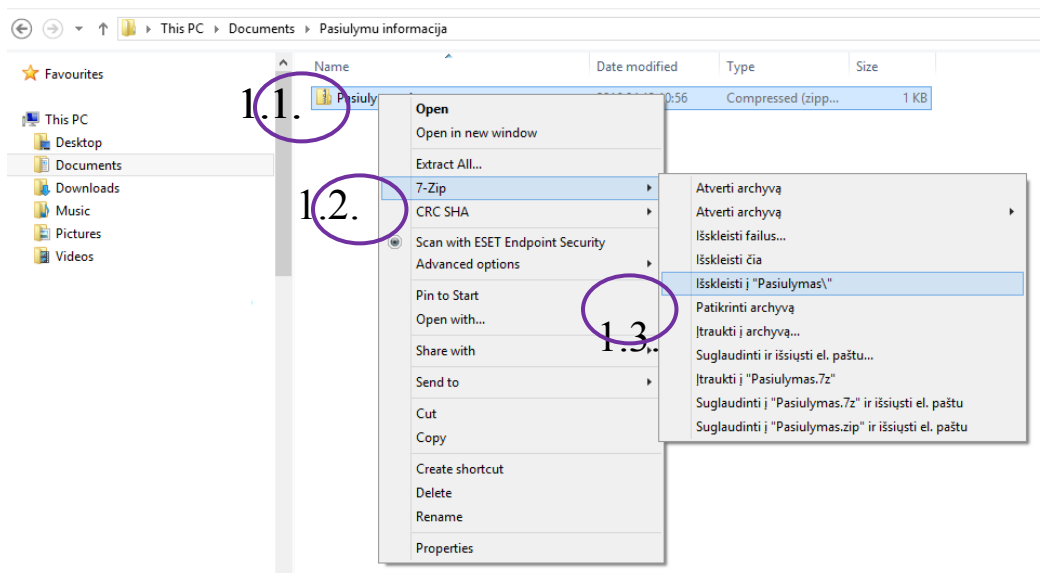 This PC Documents Pasiulymu informacija
Favourites
This PC
Desktop
Documents
Downloads
Music
Pictures
Videos
Name Date modified Type Size
Compressed (zipp... 1 KB
1.1.
Open
Open in new window
Extract All...
7-Zip
1.2.
CRC SHA
Scan with ESET Endpoint Security
Advanced options
Pin to Start
Open with...
1.3.
Share with
Send to
Cut
Copy
Create shortcut
Delete
Rename
Properties
Atverti archyvą
Atverti archyvą
Išskleisti failus...
Išskleisti čia
Išskleisti į "Pasiulymas\"
Patikrinti archyvą
Įtraukti į archyvą...
Suglaudinti ir išsiųsti el. paštu...
Įtraukti į "Pasiulymas.7z"
Suglaudinti į "Pasiulymas.7z" ir išsiųsti el. paštu
Suglaudinti į "Pasiulymas.zip" ir išsiųsti el. paštu